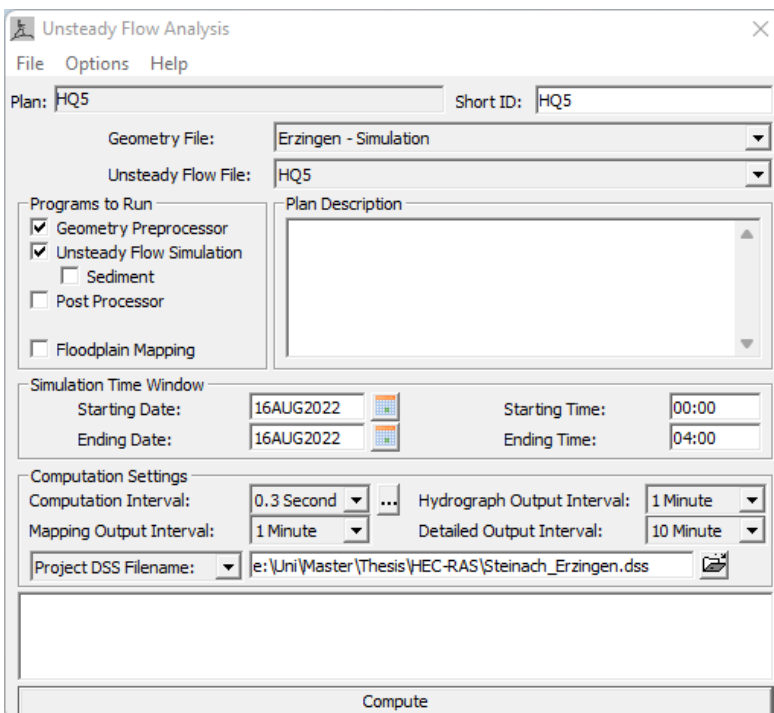 Unsteady Flow Analysis
File Options Help
Plan: HQ5 Short ID: HQ5
Geometry File: Erzingen - Simulation
Unsteady Flow File: HQ5
Programs to Run Plan Description
Geometry Preprocessor
Unsteady Flow Simulation
Sediment
Post Processor
Floodplain Mapping
Simulation Time Window
Starting Date: 16AUG2022 Starting Time: 00:00
Ending Date: 16AUG2022 Ending Time: 04:00
Computation Settings
Computation Interval: 0.3 Second ... Hydrograph Output Interval: 1 Minute
Mapping Output Interval: 1 Minute Detailed Output Interval: 10 Minute
Project DSS Filename: e:\Uni\Master\Thesis\HEC-RAS\Steinach_Erzingen.dss
Compute